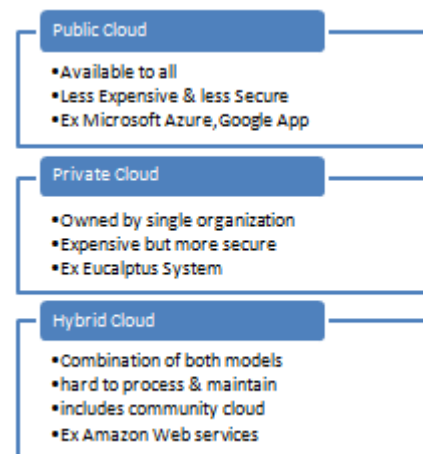 Public Cloud
•Available to all
•Less Expensive & less Secure
•Ex Microsoft Azure,Google App
Private Cloud
•Owned by single organization
•Expensive but more secure
•Ex Eucalptus System
Hybrid Cloud
•Combination of both models
•hard to process & maintain
•includes community cloud
•Ex Amazon Web services